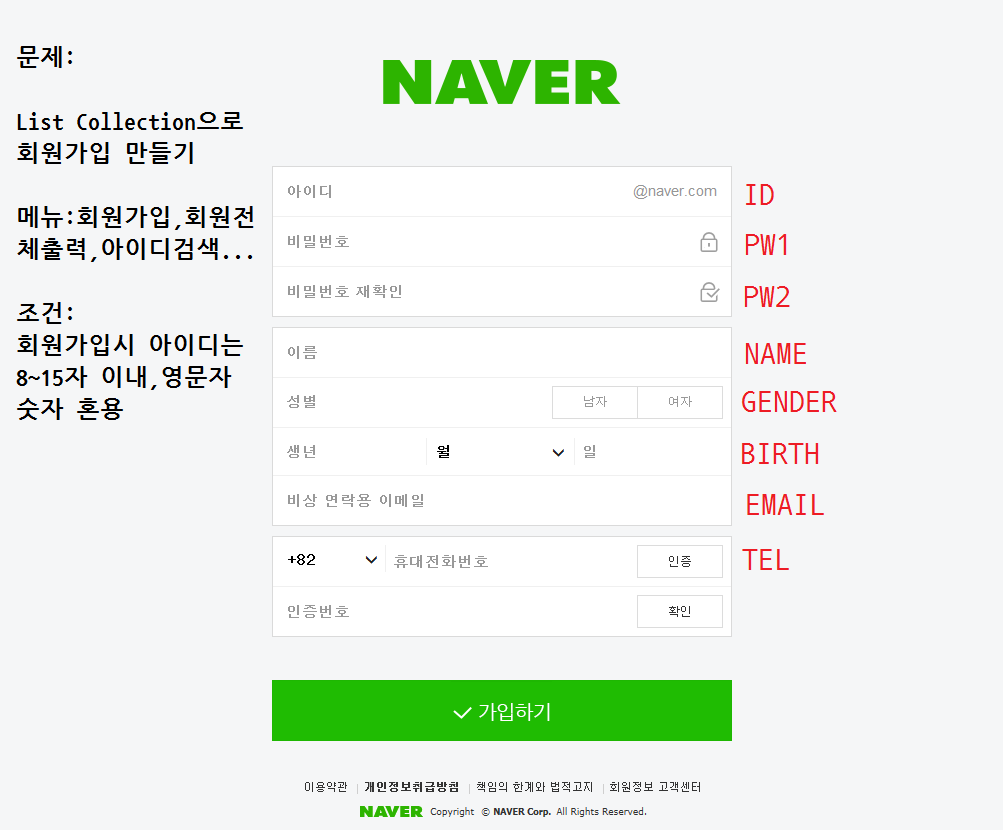 문제:
List Collection으로
회원가입 만들기
메뉴:회원가입,회원전
체출력,아이디검색...
조건:
회원가입시 아이디는
8~15자 이내,영문자
숫자 혼용
NAVER
아이디 @naver.com ID
비밀번호 PW1
비밀번호 재확인 PW2
이름 NAME
성별 남자 여자 GENDER
생년 월 일 BIRTH
비상 연락용 이메일 EMAIL
+82 휴대전화번호 인증 TEL
인증번호 확인
가입하기
이용약관 | 개인정보취급방침 | 책임의 한계와 법적고지 | 회원정보 고객센터
NAVER Copyright © NAVER Corp. All Rights Reserved.